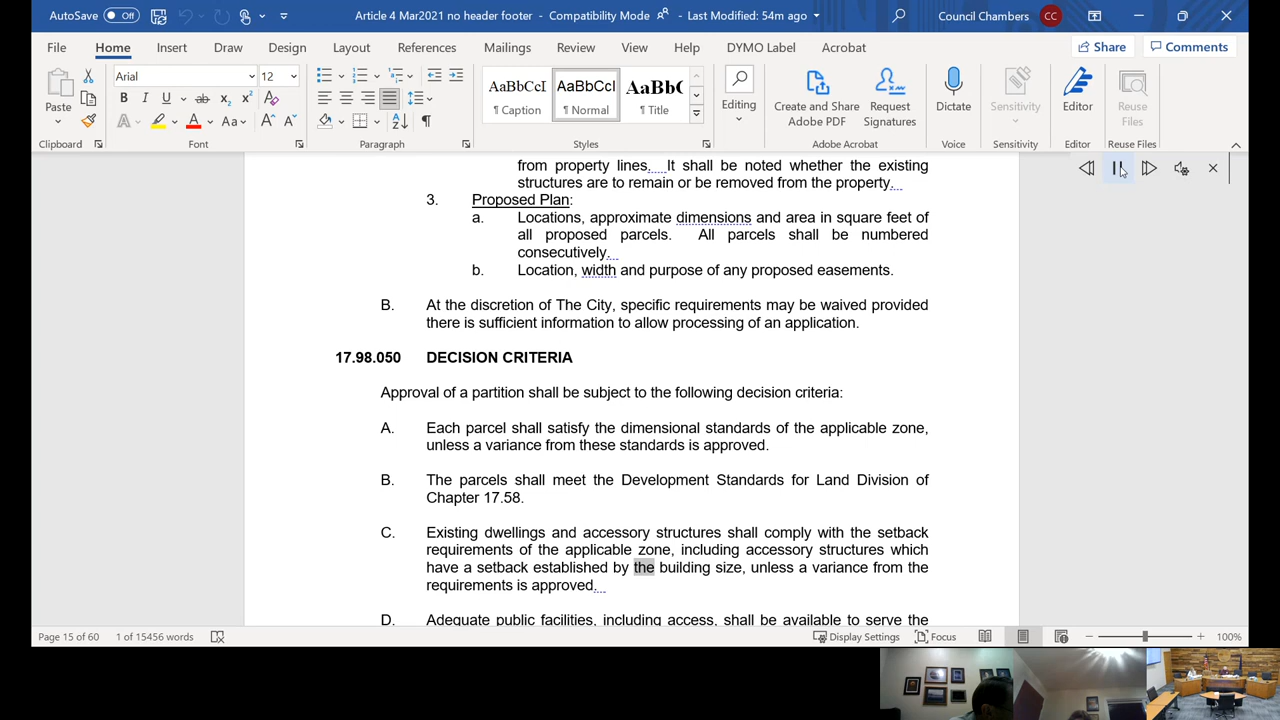 AutoSave Off Article 4 Mar2021 no header footer - Compatibility Mode Last Modified: 54m ago Council Chambers CC
File Home Insert Draw Design Layout References Mailings Review View Help DYMO Label Acrobat Share Comments
Arial 12 AaBbCcI AaBbCcI AaBbC
Paste Caption ¶ Normal ¶ Title Editing Create and Share Adobe PDF Request Signatures Dictate Sensitivity Editor Reuse Files
Clipboard Font Paragraph Styles Adobe Acrobat Voice Sensitivity Editor Reuse Files
from property lines. It shall be noted whether the existing
structures are to remain or be removed from the property.
3. Proposed Plan:
a. Locations, approximate dimensions and area in square feet of
all proposed parcels. All parcels shall be numbered
consecutively.
b. Location, width and purpose of any proposed easements.
B. At the discretion of The City, specific requirements may be waived provided
there is sufficient information to allow processing of an application.
17.98.050 DECISION CRITERIA
Approval of a partition shall be subject to the following decision criteria:
A. Each parcel shall satisfy the dimensional standards of the applicable zone,
unless a variance from these standards is approved.
B. The parcels shall meet the Development Standards for Land Division of
Chapter 17.58.
C. Existing dwellings and accessory structures shall comply with the setback
requirements of the applicable zone, including accessory structures which
have a setback established by the building size, unless a variance from the
requirements is approved.
D. Adequate public facilities, including access, shall be available to serve the
Page 15 of 60 1 of 15456 words Display Settings Focus 100%